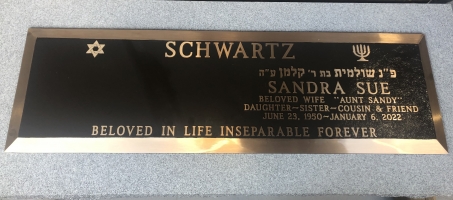 SCHWARTZ
פ״נ שולמית בת ר׳ קלמן ע״ה
SANDRA SUE
BELOVED WIFE "AUNT SANDY"
DAUGHTER–SISTER–COUSIN & FRIEND
JUNE 23, 1950–JANUARY 6, 2022
BELOVED IN LIFE INSEPARABLE FOREVER